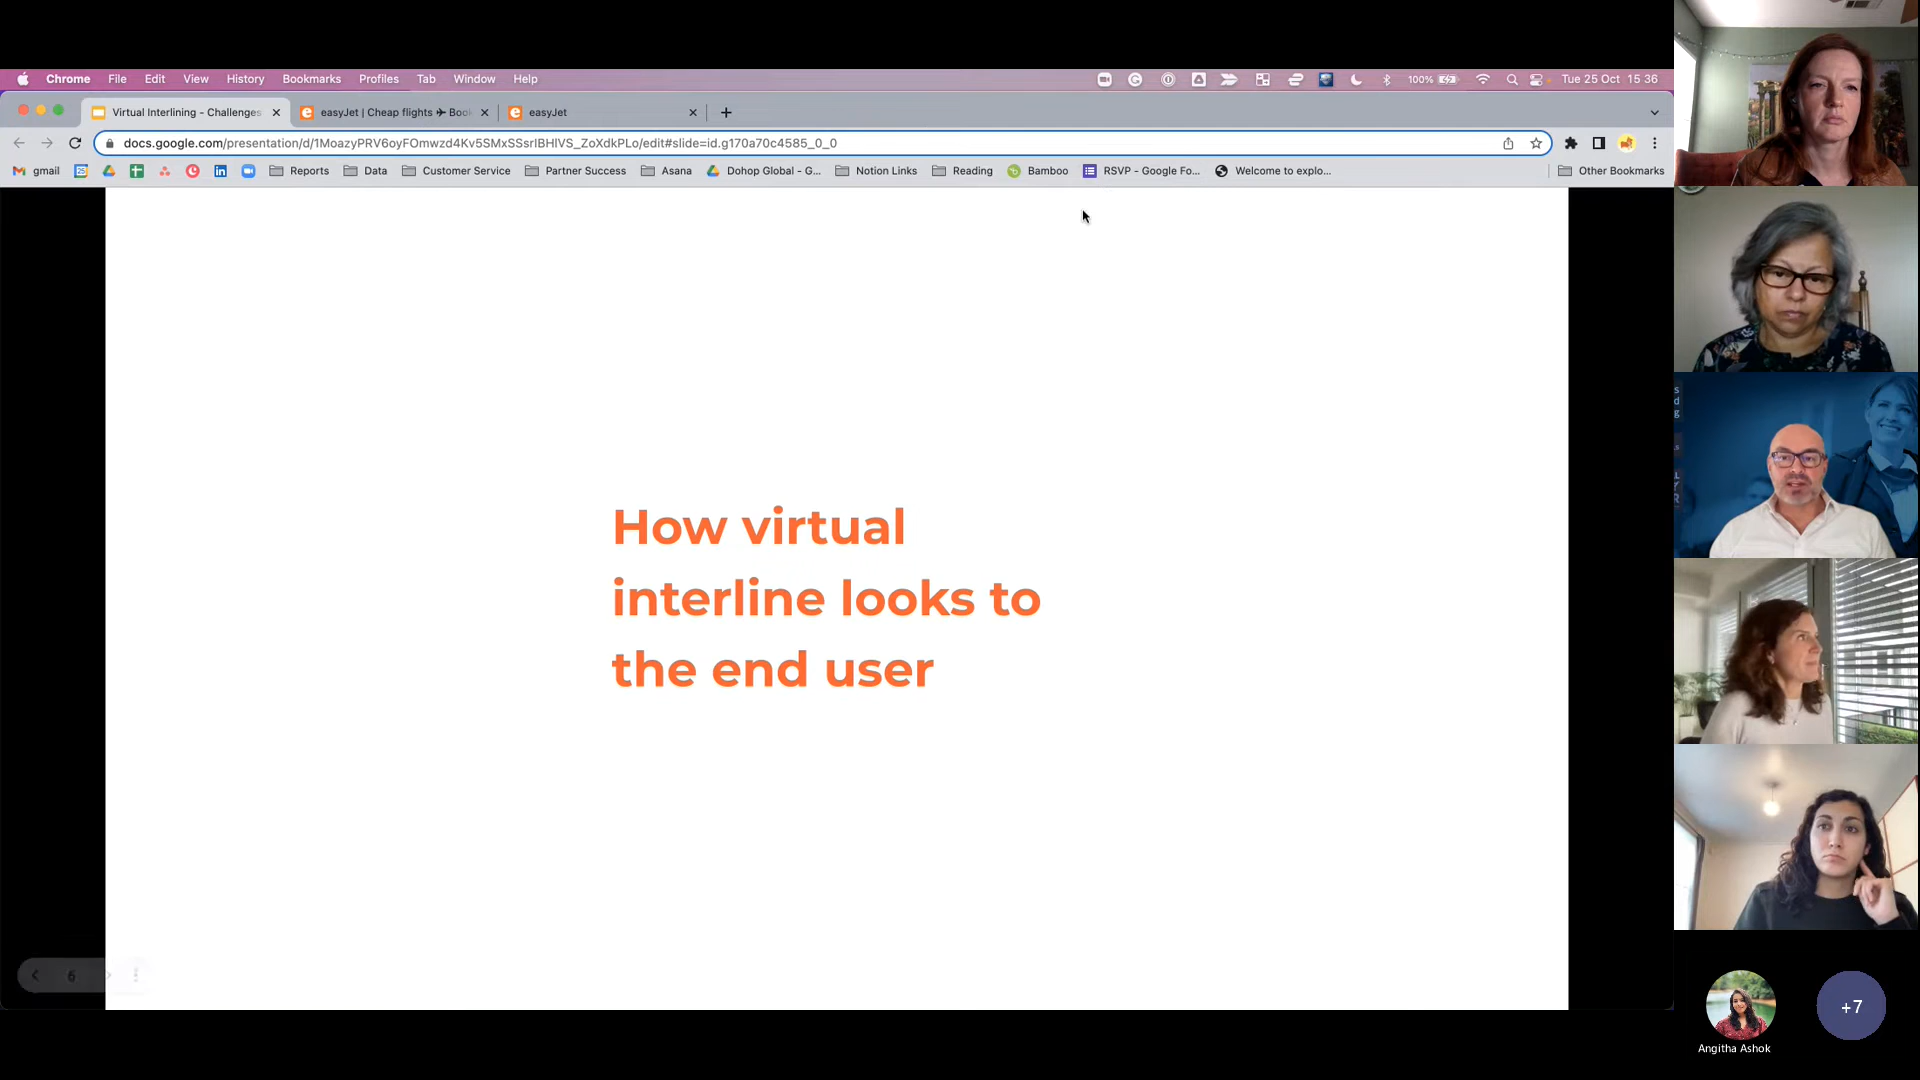 Chrome File Edit View History Bookmarks Profiles Tab Window Help 100% Tue 25 Oct 15 36
Virtual Interlining - Challenges easyJet | Cheap flights ✈ Book easyJet
docs.google.com/presentation/d/1MoazyPRV6oyFOmwzd4Kv5SMxSSsrIBHIVS_ZoXdkPLo/edit#slide=id.g170a70c4585_0_0
gmail Reports Data Customer Service Partner Success Asana Dohop Global - G... Notion Links Reading Bamboo RSVP - Google Fo... Welcome to explo... Other Bookmarks
How virtual
interline looks to
the end user
6
+7
Angitha Ashok